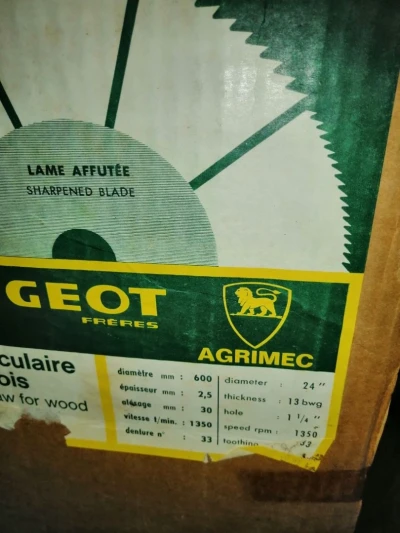 LAME AFFUTÉE
SHARPENED BLADE
GEOT
FRÈRES
AGRIMEC
culaire
ois
aw for wood
diamètre mm : 600
épaisseur mm : 2,5
alésage mm : 30
vitesse t/min. : 1350
denture n° : 33
diameter : 24"
thickness : 13 bwg
hole : 1 1/4 "
speed rpm : 1350
toothing : 33